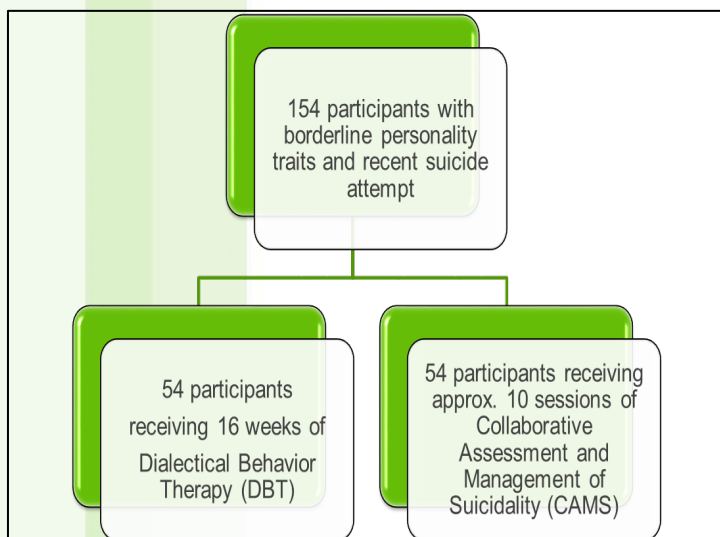 154 participants with
borderline personality
traits and recent suicide
attempt
54 participants
receiving 16 weeks of
Dialectical Behavior
Therapy (DBT)
54 participants receiving
approx. 10 sessions of
Collaborative
Assessment and
Management of
Suicidality (CAMS)